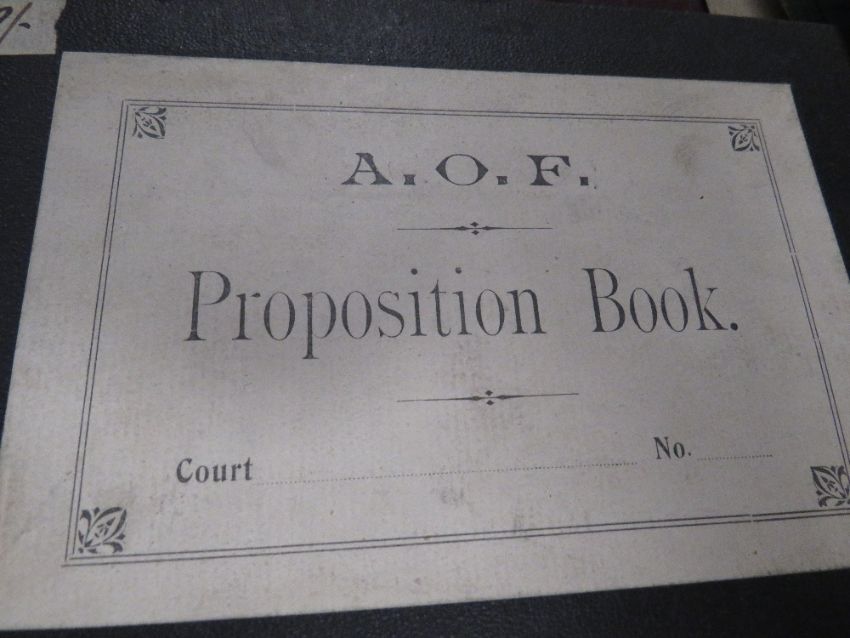 A. O. F.
Proposition Book.
Court
No.